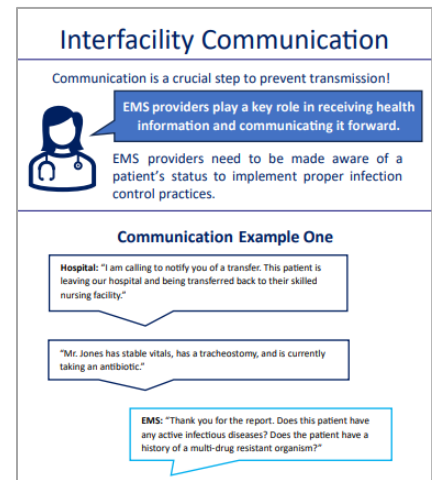 Interfacility Communication
Communication is a crucial step to prevent transmission!
EMS providers play a key role in receiving health
information and communicating it forward.
EMS providers need to be made aware of a
patient's status to implement proper infection
control practices.
Communication Example One
Hospital: "I am calling to notify you of a transfer. This patient is
leaving our hospital and being transferred back to their skilled
nursing facility."
"Mr. Jones has stable vitals, has a tracheostomy, and is currently
taking an antibiotic."
EMS: "Thank you for the report. Does this patient have
any active infectious diseases? Does the patient have a
history of a multi-drug resistant organism?"